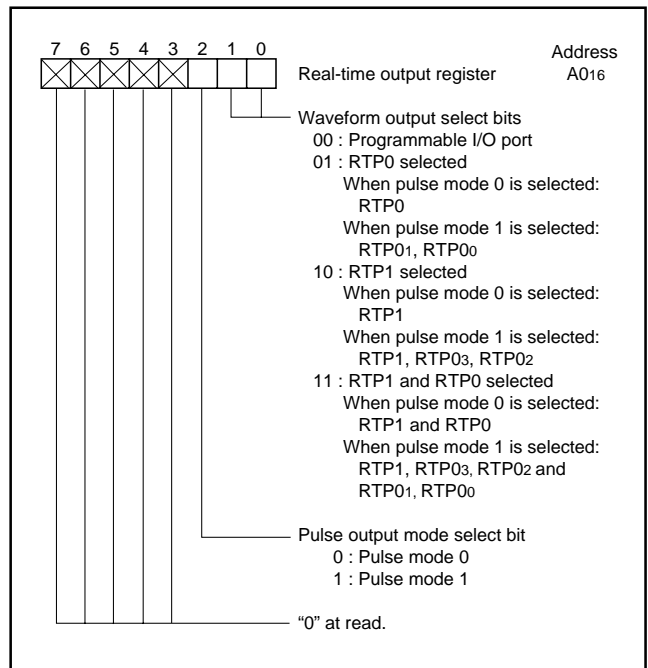 7 6 5 4 3 2 1 0
Address
Real-time output register A016
Waveform output select bits
00 : Programmable I/O port
01 : RTP0 selected
When pulse mode 0 is selected:
RTP0
When pulse mode 1 is selected:
RTP01, RTP00
10 : RTP1 selected
When pulse mode 0 is selected:
RTP1
When pulse mode 1 is selected:
RTP1, RTP03, RTP02
11 : RTP1 and RTP0 selected
When pulse mode 0 is selected:
RTP1 and RTP0
When pulse mode 1 is selected:
RTP1, RTP03, RTP02 and
RTP01, RTP00
Pulse output mode select bit
0 : Pulse mode 0
1 : Pulse mode 1
“0” at read.